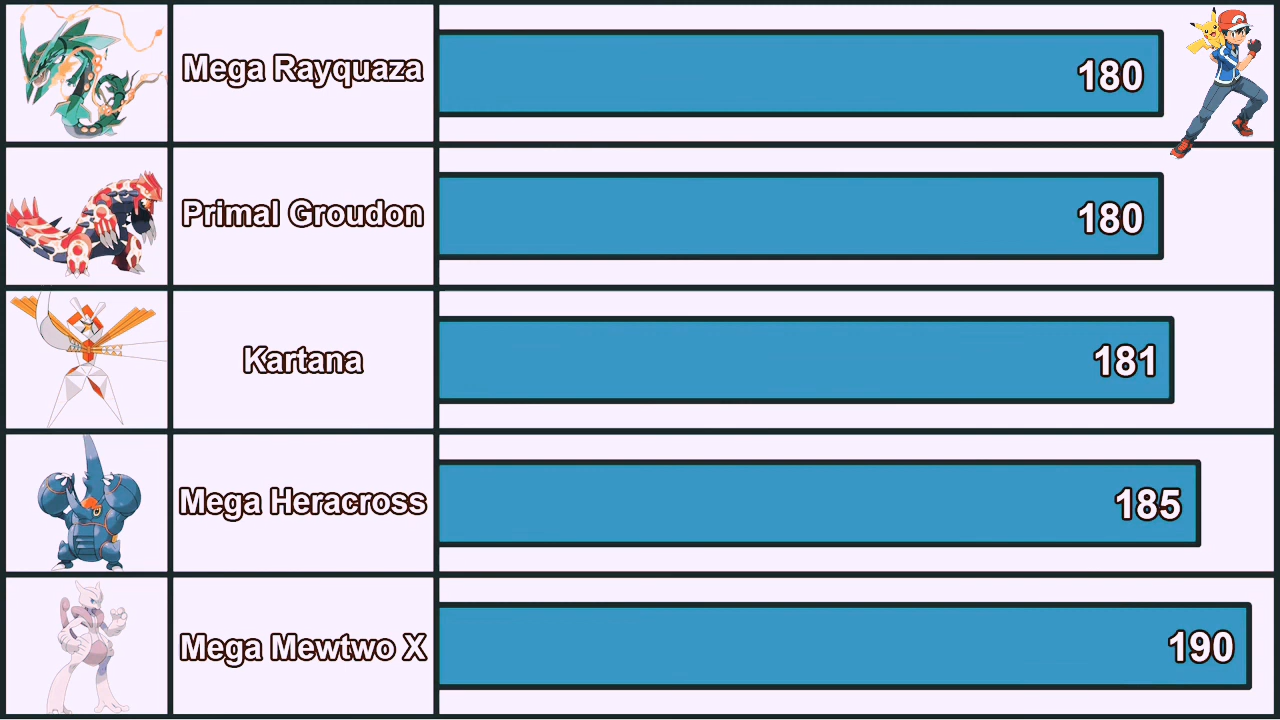 Mega Rayquaza 180
Primal Groudon 180
Kartana 181
Mega Heracross 185
Mega Mewtwo X 190